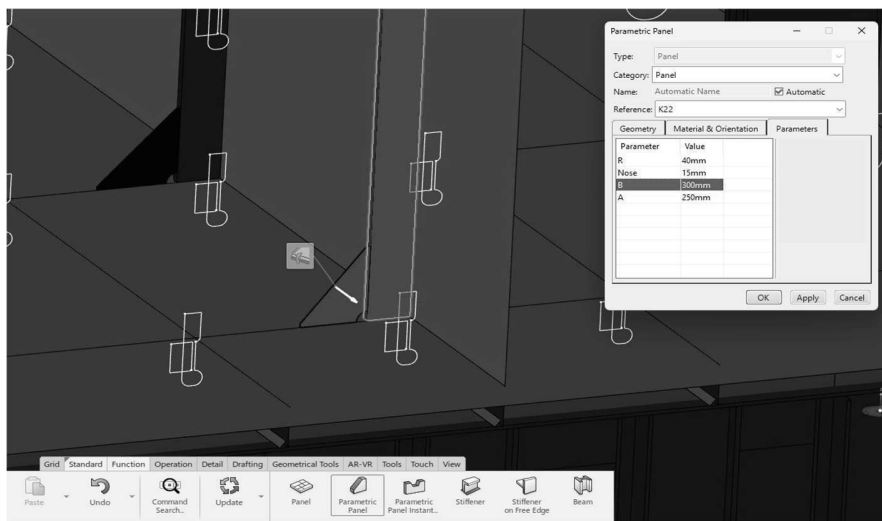 Parametric Panel
Type: Panel
Category: Panel
Name: Automatic Name Automatic
Reference: K22
Geometry Material & Orientation Parameters
Parameter Value
R 40mm
Nose 15mm
B 300mm
A 250mm
OK Apply Cancel
Grid Standard Function Operation Detail Drafting Geometrical Tools AR-VR Tools Touch View
Paste Undo Command Search... Update Panel Parametric Panel Parametric Panel Instant... Stiffener Stiffener on Free Edge Beam